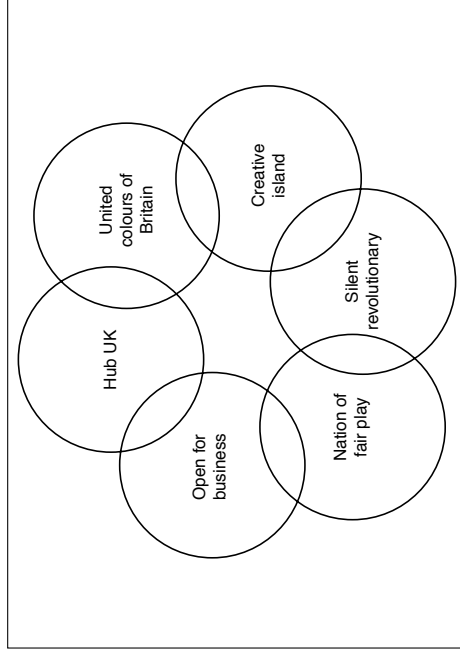 Hub UK
United
colours of
Britain
Creative
island
Silent
revolutionary
Nation of
fair play
Open for
business